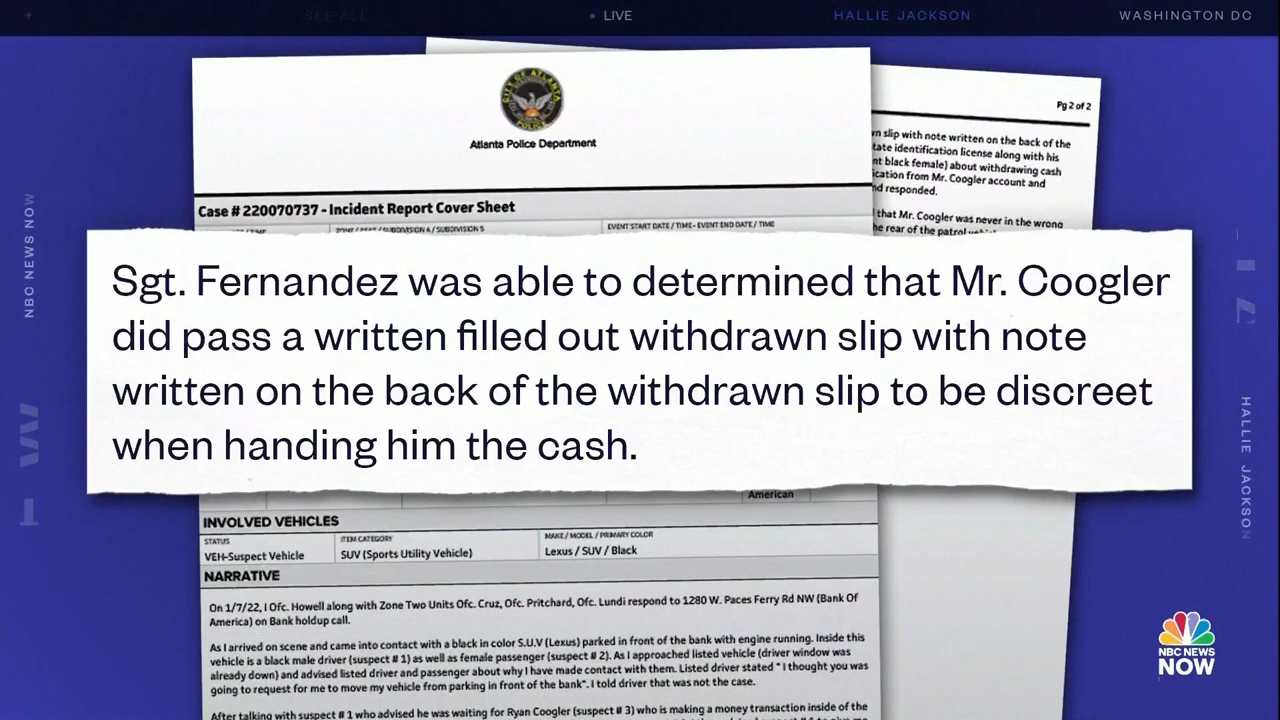 SEE ALL
LIVE
HALLIE JACKSON
WASHINGTON DC
CITY OF ATLANTA
POLICE
Atlanta Police Department
Pg 2 of 2
slip with note written on the back of the
identification license along with his
black female) about withdrawing cash
from Mr. Coogler account and
responded.
that Mr. Coogler was never in the wrong
rear of the patrol
Case # 220070737 - Incident Report Cover Sheet
EVENT START DATE / TIME - EVENT END DATE / TIME
Sgt. Fernandez was able to determined that Mr. Coogler
did pass a written filled out withdrawn slip with note
written on the back of the withdrawn slip to be discreet
when handing him the cash.
American
INVOLVED VEHICLES
STATUS
ITEM CATEGORY
MAKE / MODEL / PRIMARY COLOR
VEH-Suspect Vehicle
SUV (Sports Utility Vehicle)
Lexus / SUV / Black
NARRATIVE
On 1/7/22, I Ofc. Howell along with Zone Two Units Ofc. Cruz, Ofc. Pritchard, Ofc. Lundi respond to 1280 W. Paces Ferry Rd NW (Bank Of
America) on Bank holdup call.
As I arrived on scene and came into contact with a black in color S.U.V (Lexus) parked in front of the bank with engine running. Inside this
vehicle is a black male driver (suspect # 1) as well as female passenger (suspect # 2). As I approached listed vehicle (driver window was
already down) and advised listed driver and passenger about why I have made contact with them. Listed driver stated " I thought you was
going to request for me to move my vehicle from parking in front of the bank". I told driver that was not the case.
After talking with suspect # 1 who advised he was waiting for Ryan Coogler (suspect # 3) who is making a money transaction inside of the
NBC NEWS NOW
HALLIE JACKSON
NBC NEWS
NOW